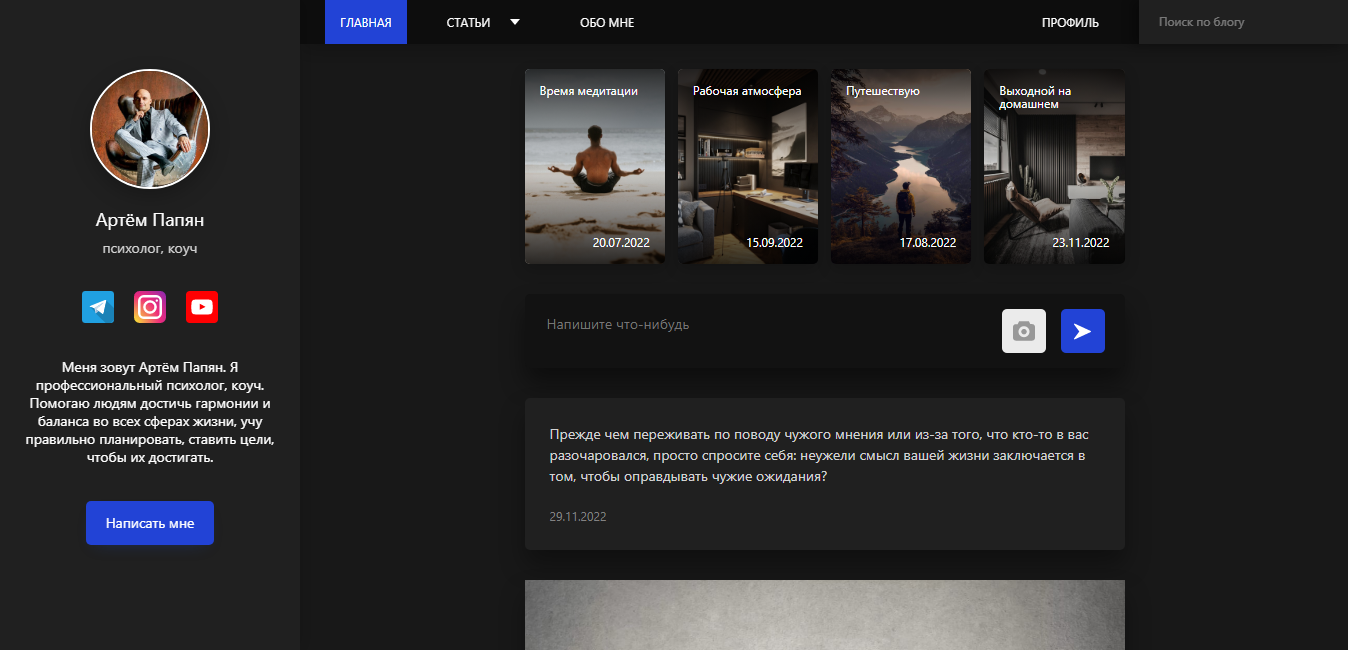 ГЛАВНАЯ
СТАТЬИ
ОБО МНЕ
ПРОФИЛЬ
Поиск по блогу
Артём Папян
психолог, коуч
Меня зовут Артём Папян. Я
профессиональный психолог, коуч.
Помогаю людям достичь гармонии и
баланса во всех сферах жизни, учу
правильно планировать, ставить цели,
чтобы их достигать.
Написать мне
Время медитации
20.07.2022
Рабочая атмосфера
15.09.2022
Путешествую
17.08.2022
Выходной на
домашнем
23.11.2022
Напишите что-нибудь
Прежде чем переживать по поводу чужого мнения или из-за того, что кто-то в вас
разочаровался, просто спросите себя: неужели смысл вашей жизни заключается в
том, чтобы оправдывать чужие ожидания?
29.11.2022